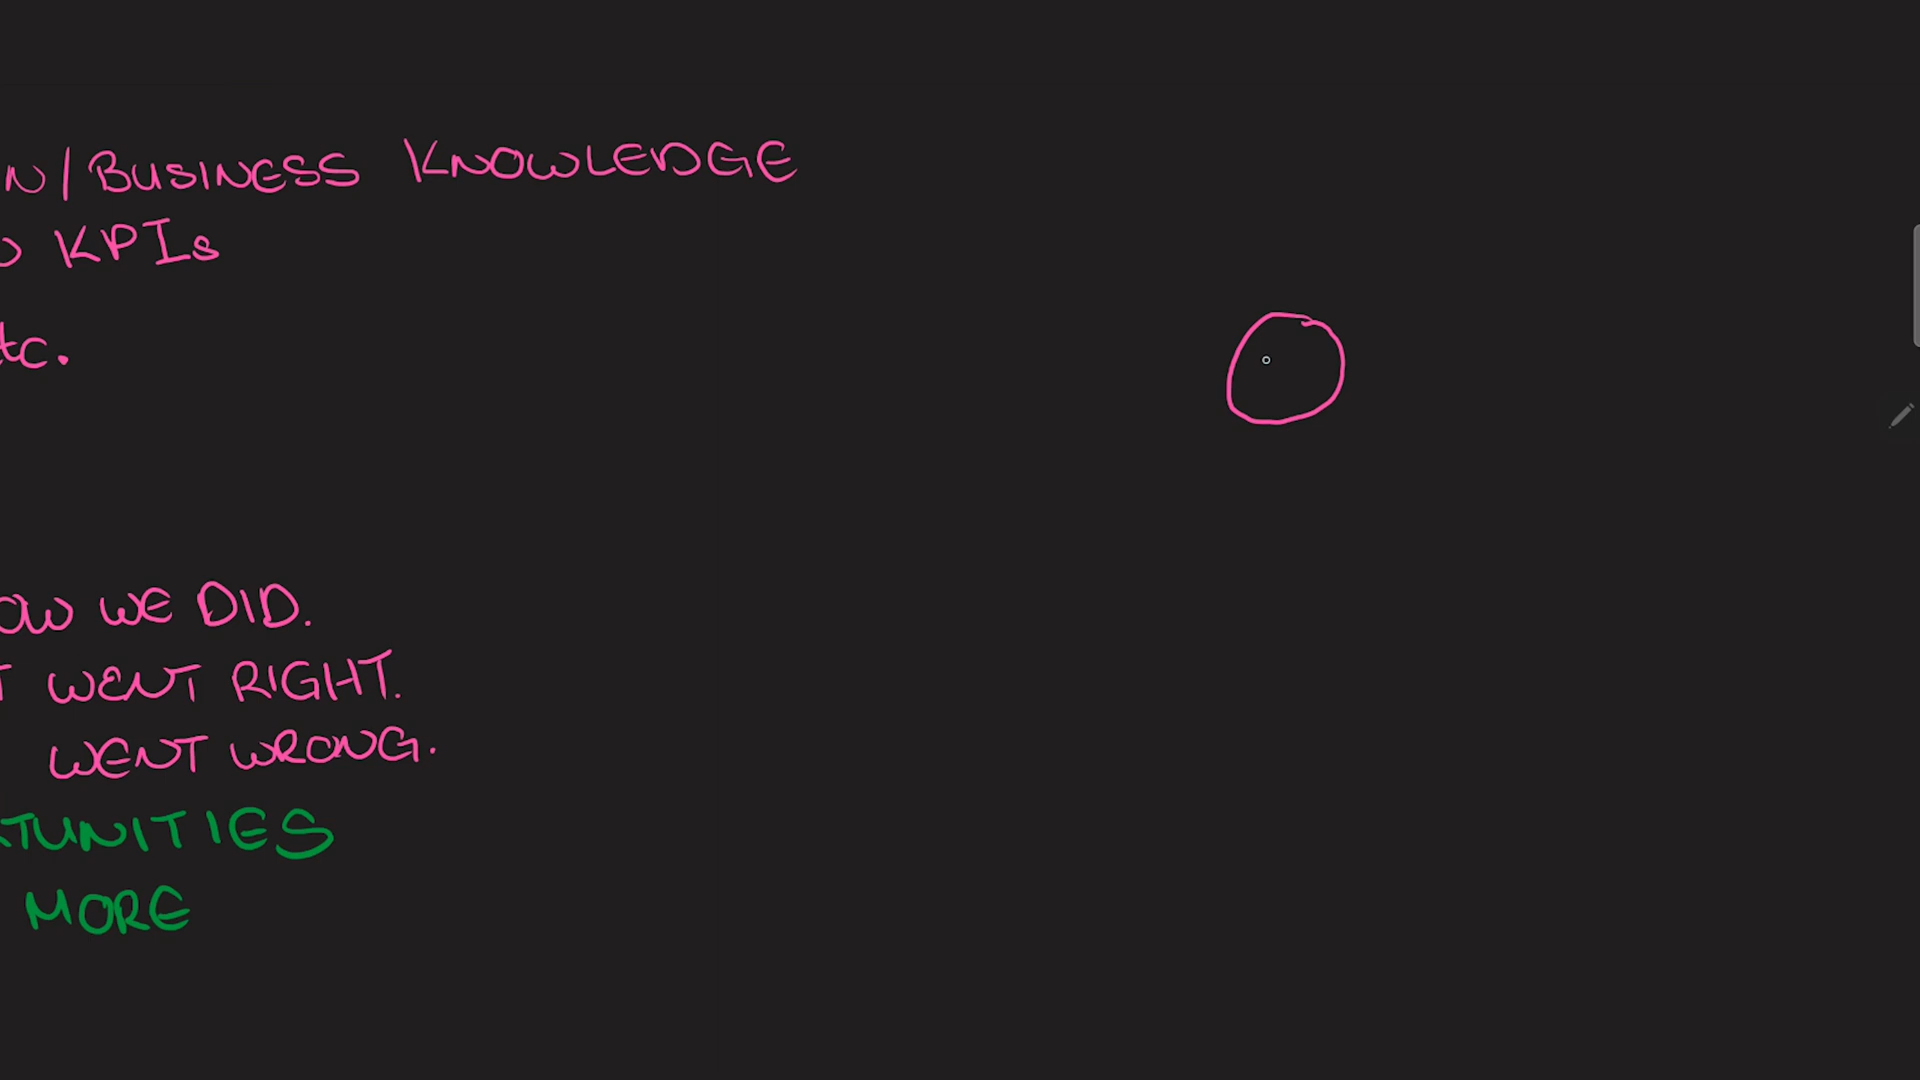 N/BUSINESS KNOWLEDGE
KPIs
tc.
OW WE DID.
T WENT RIGHT.
WENT WRONG.
TUNITIES
MORE